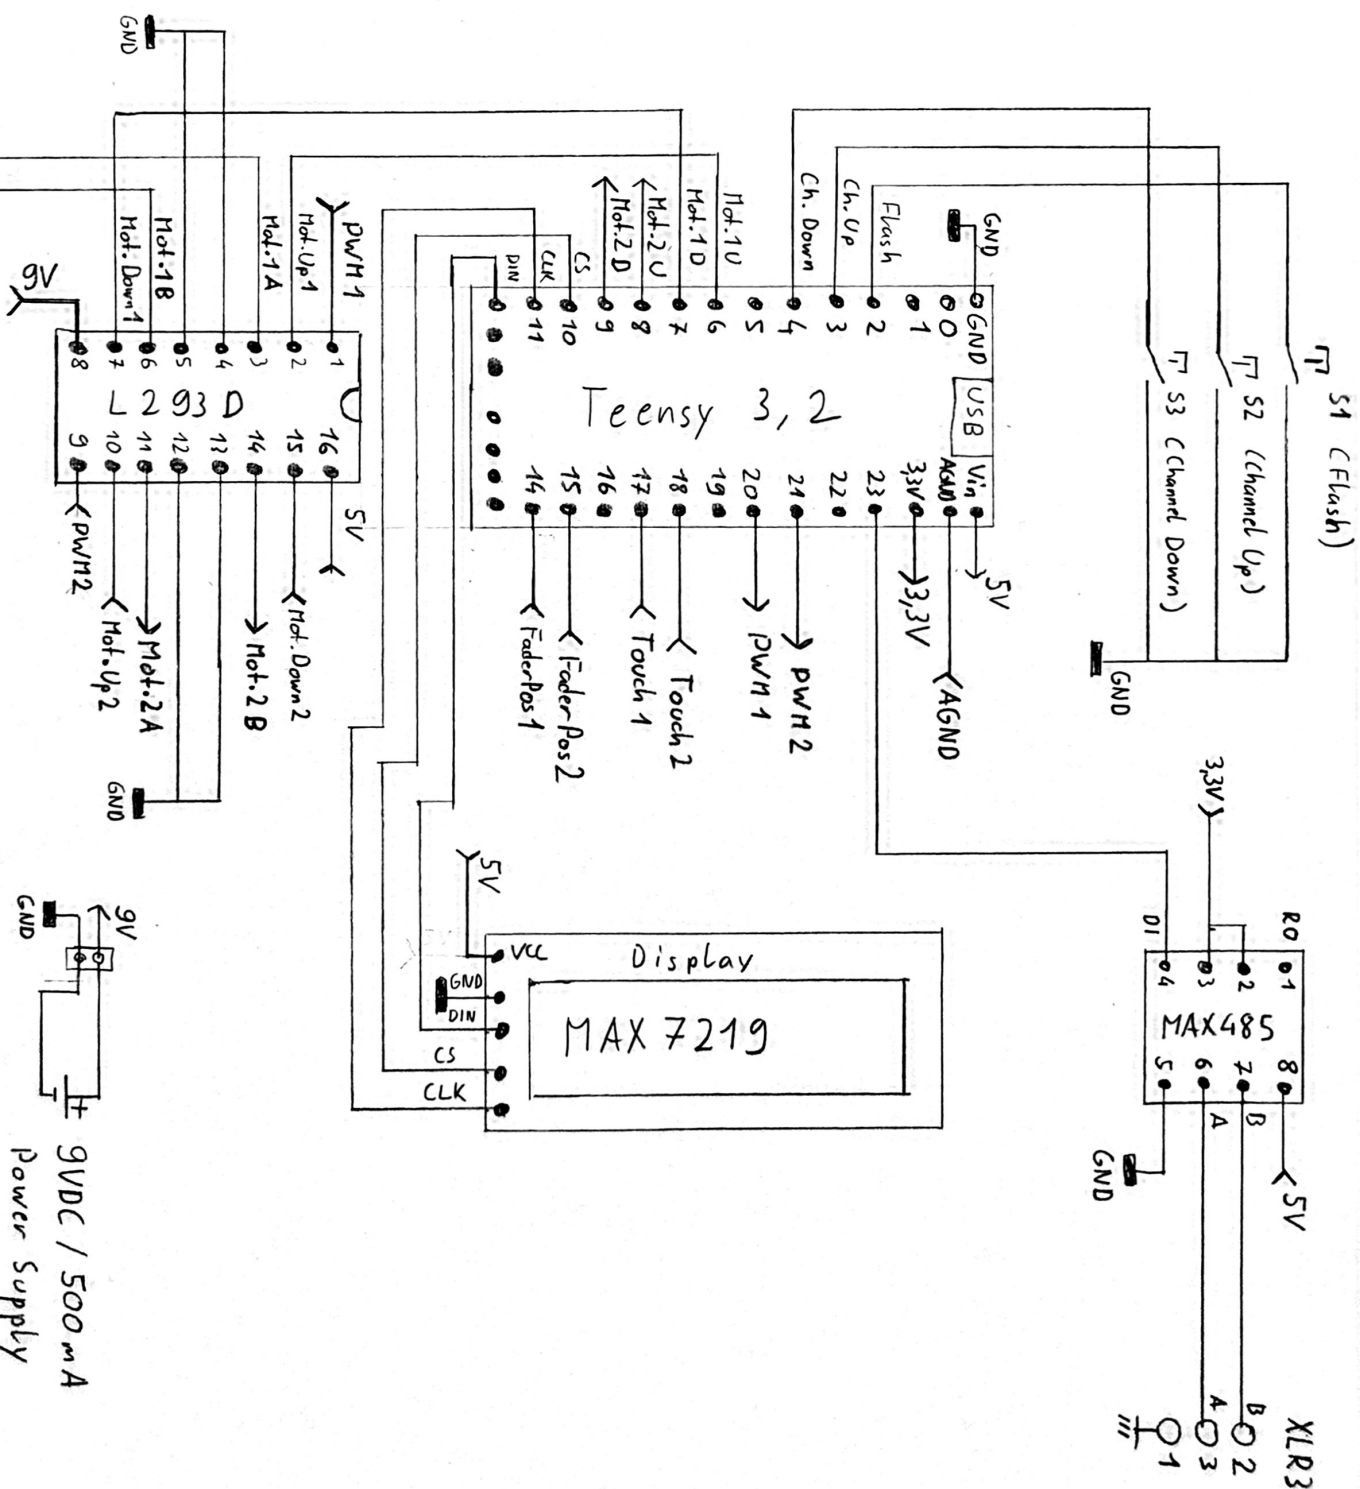 GND
S1 (Flash)
S2 (Channel Up)
S3 (Channel Down)
GND
GND
Flash
Ch. Up
Ch. Down
Mot.1U
Mot.1D
Mot.2U
Mot.2D
CS
CLK
DIN
GND
0
1
2
3
4
5
6
7
8
9
10
11
USB
Teensy 3,2
Vin
AGND
3,3V
23
22
21
20
19
18
17
16
15
14
5V
3,3V
AGND
PWM2
PWM1
Touch2
Touch1
FaderPos2
FaderPos1
PWM1
Mot.Up1
Mot.1A
Mot.1B
Mot.Down1
9V
1
2
3
4
5
6
7
8
L293D
16
15
14
13
12
11
10
9
5V
Mot.Down2
Mot.2B
Mot.2A
Mot.Up2
PWM2
GND
3,3V
RO
DI
1
2
3
4
MAX485
8
7
6
5
B
A
5V
GND
XLR3
B
2
A
3
1
5V
VCC
GND
DIN
CS
CLK
Display
MAX7219
9V
GND
+
9VDC / 500mA
Power Supply